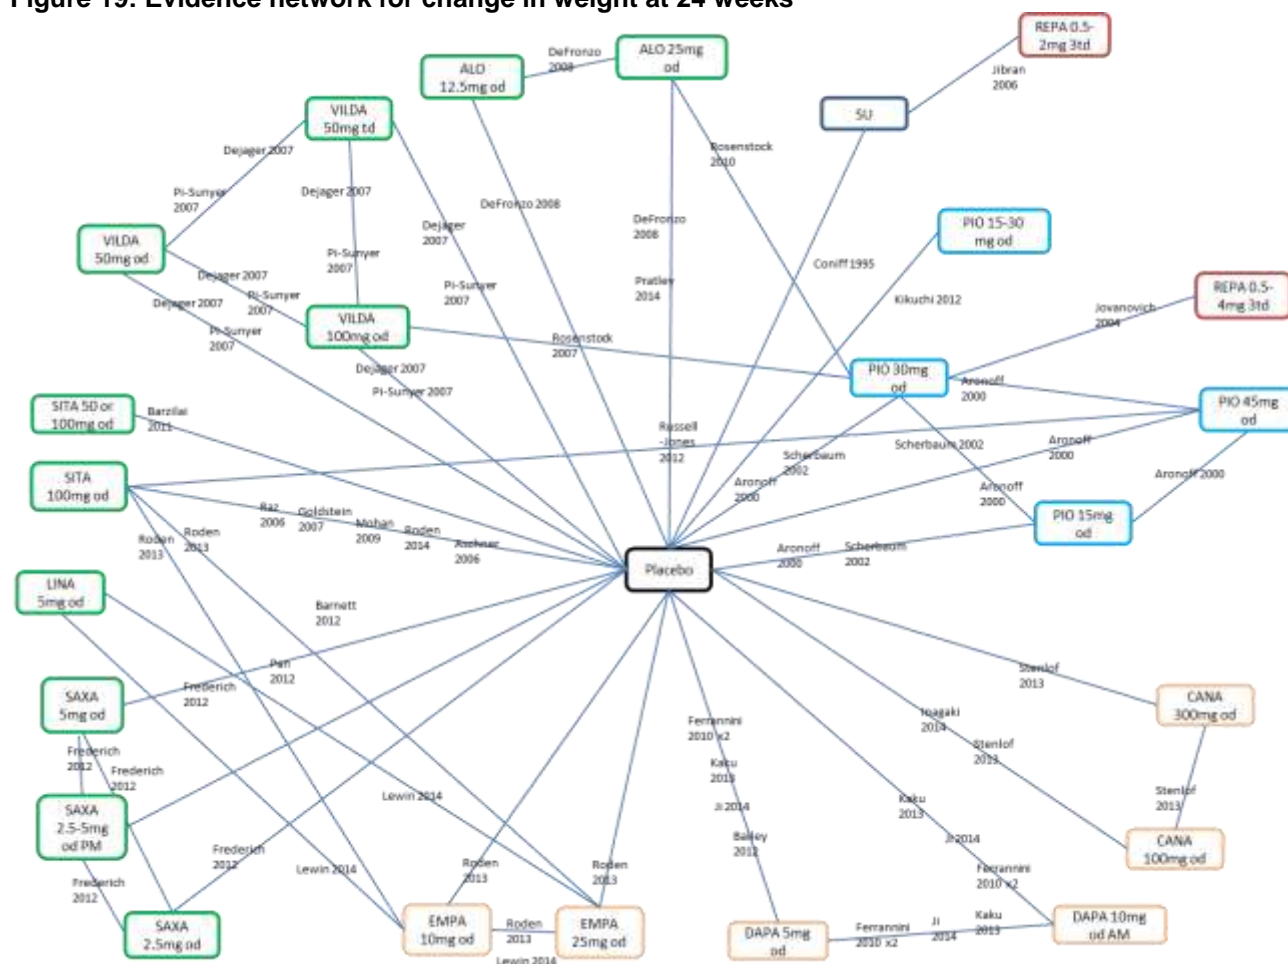 Figure 19: Evidence network for change in weight at 24 weeks
REPA 0.5-
2mg 3td
DeFronzo
2008
ALO 25mg
od
ALO
12.5mg od
Jibran
2006
VILDA
50mg td
SU
Dejager 2007
Rosenstock
2010
Pi-Sunyer
2007
Dejager 2007
DeFronzo 2008
DeFronzo
2008
Dejager
2007
PIO 15-30
mg od
VILDA
50mg od
Pi-Sunyer
2007
Coniff 1995
Dejager 2007
Pi-Sunyer
2007
Pi-Sunyer
2007
Pratley
2014
Kikuchi 2012
REPA 0.5-
4mg 3td
Dejager 2007
Jovanovich
2004
VILDA
100mg od
Pi-Sunyer
2007
Rosenstock
2007
Dejager 2007
PIO 30mg
od
Aronoff
2000
Pi-Sunyer 2007
PIO 45mg
od
SITA 50 or
100mg od
Barzilai
2011
Russell
-Jones
2012
Scherbaum 2002
Aronoff
2000
Scherbaum
2002
SITA
100mg od
Aronoff
2000
Aronoff
2000
Aronoff 2000
Raz
2006
Goldstein
2007
Mohan
2009
Roden
2014
Aschner
2006
Roden
2013
Roden
2013
PIO 15mg
od
Aronoff
2000
Scherbaum
2002
Placebo
LINA
5mg od
Barnett
2012
Pan
2012
Stenlof
2013
SAXA
5mg od
Frederich
2012
CANA
300mg od
Ferrannini
2010 x2
Inagaki
2014
Frederich
2012
Frederich
2012
Stenlof
2013
Kaku
2013
Stenlof
2013
SAXA
2.5-5mg
od PM
Lewin 2014
Ji 2014
Kaku
2013
Bailey
2012
Ji 2014
CANA
100mg od
Frederich
2012
Frederich
2012
Lewin 2014
Roden
2013
Roden
2013
Ferrannini
2010 x2
SAXA
2.5mg od
EMPA
10mg od
Roden
2013
EMPA
25mg od
DAPA 5mg
od
Ferrannini
2010 x2
Ji
2014
Kaku
2013
DAPA 10mg
od AM
Lewin 2014